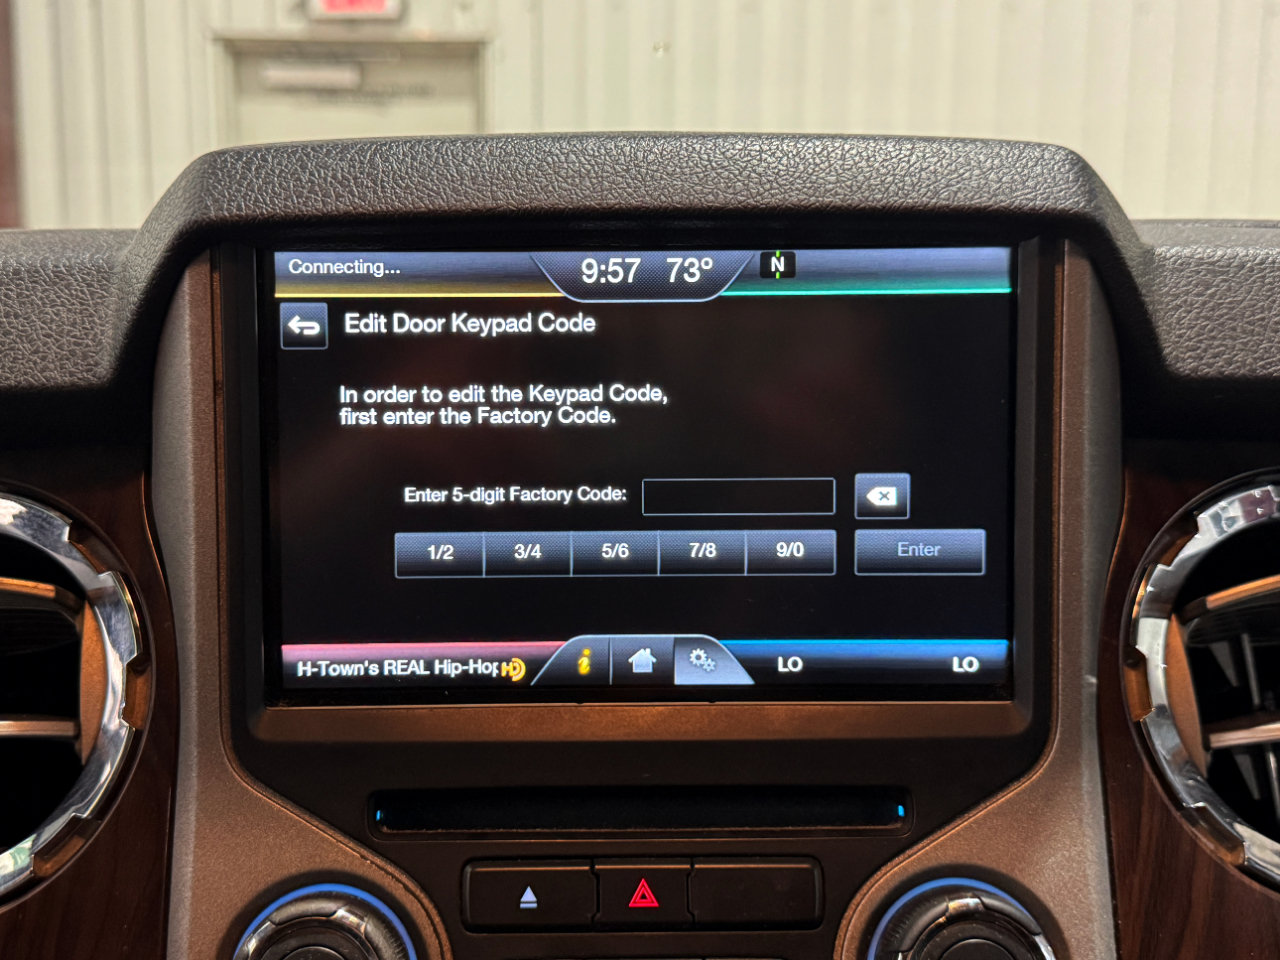 Connecting...
9:57 73°
N
Edit Door Keypad Code
In order to edit the Keypad Code,
first enter the Factory Code.
Enter 5-digit Factory Code:
1/2 3/4 5/6 7/8 9/0 Enter
H-Town's REAL Hip-Hop
HD
i
LO LO